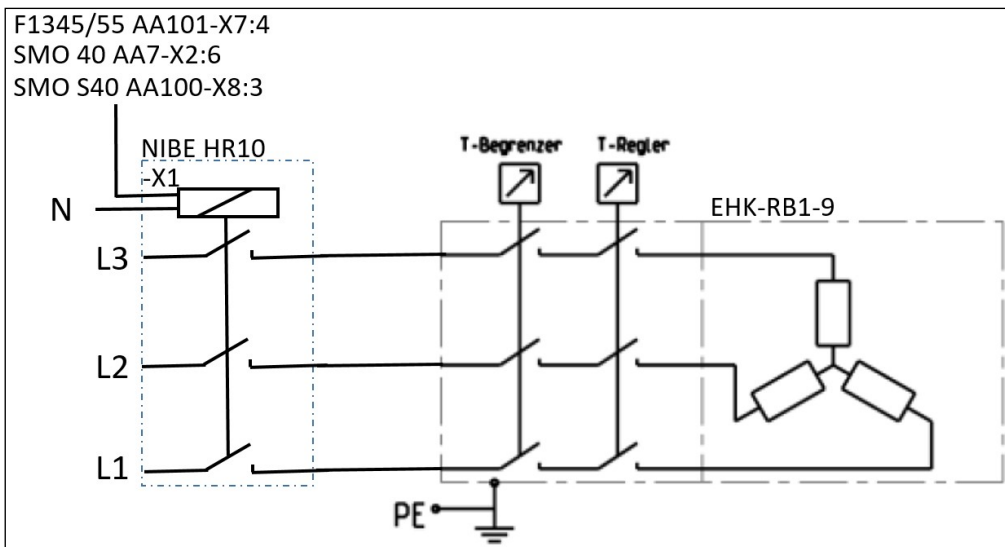 F1345/55 AA101-X7:4
SMO 40 AA7-X2:6
SMO S40 AA100-X8:3
NIBE HR10
-X1
T-Begrenzer
T-Regler
EHK-RB1-9
N
L3
L2
L1
PE